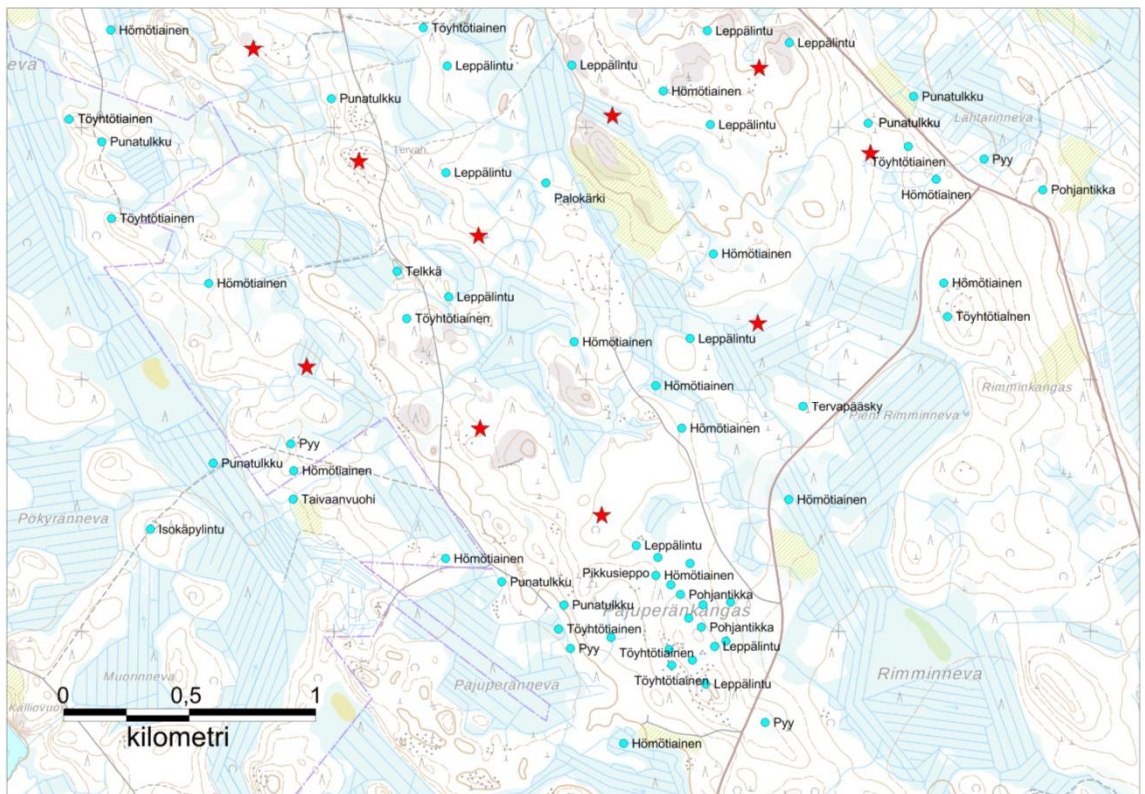 Hömötiainen
Töyhtötiainen
Leppälintu
Leppälintu
eva
Leppälintu
Leppälintu
Hömötiainen
Punatulkku
Punatulkku
Töyhtötiainen
Lähtarinneva
Punatulkku
Leppälintu
Punatulkku
Tervah.
Töyhtötiainen
Pyy
Leppälintu
Hömötiainen
Palokärki
Pohjantikka
Töyhtötiainen
Hömötiainen
Telkkä
Hömötiainen
Hömötiainen
Leppälintu
Töyhtötiainen
Töyhtötiainen
Hömötiainen
Leppälintu
Hömötiainen
Rimminkangas
Tervapääsky
Pieni Rimminneva
Hömötiainen
Pyy
Punatulkku
Hömötiainen
Taivaanvuohi
Hömötiainen
Pökyränneva
Isokäpylintu
Leppälintu
Hömötiainen
Pikkusieppo
Hömötiainen
Punatulkku
Pohjantikka
Punatulkku
Pajuperänkangas
Töyhtötiainen
Pohjantikka
Pyy
Töyhtötiainen
Leppälintu
Muorinneva
Töyhtötiainen
Rimminneva
Pajuperänneva
Leppälintu
0
0,5
1
Pyy
kilometri
Hömötiainen